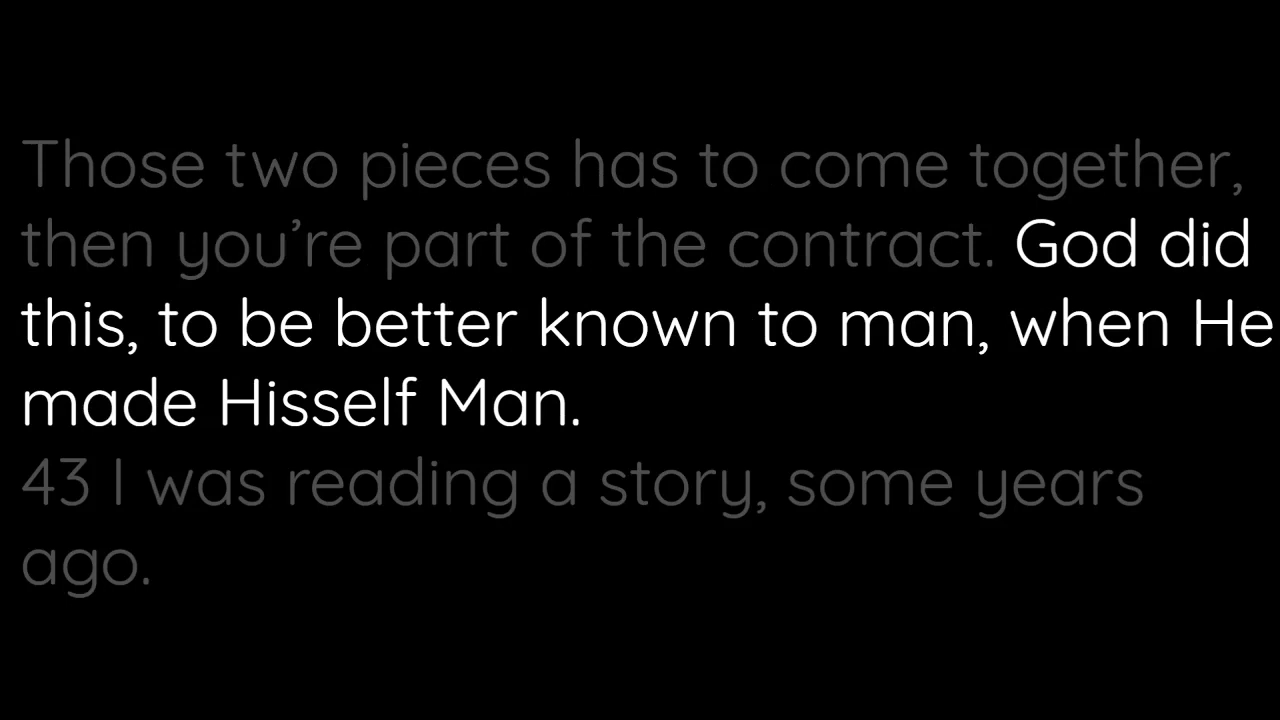 Those two pieces has to come together,
then you’re part of the contract. God did
this, to be better known to man, when He
made Hisself Man.
43 I was reading a story, some years
ago.